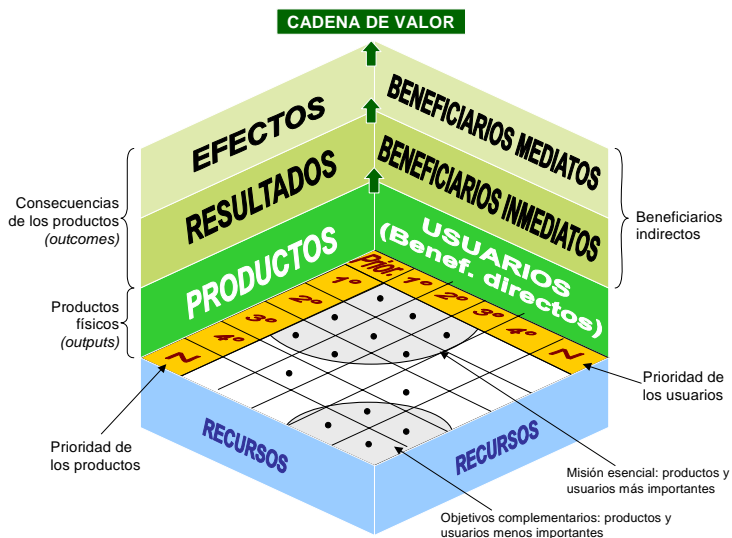 CADENA DE VALOR
EFECTOS
BENEFICIARIOS MEDIATOS
RESULTADOS
BENEFICIARIOS INMEDIATOS
PRODUCTOS
USUARIOS
(Benef. directos)
Consecuencias
de los productos
(outcomes)
Beneficiarios
indirectos
Productos
físicos
(outputs)
Prior.
1º
2º
3º
4º
N
1º
2º
3º
4º
N
Prioridad de
los productos
Prioridad de
los usuarios
RECURSOS
RECURSOS
Misión esencial: productos y
usuarios más importantes
Objetivos complementarios: productos y
usuarios menos importantes